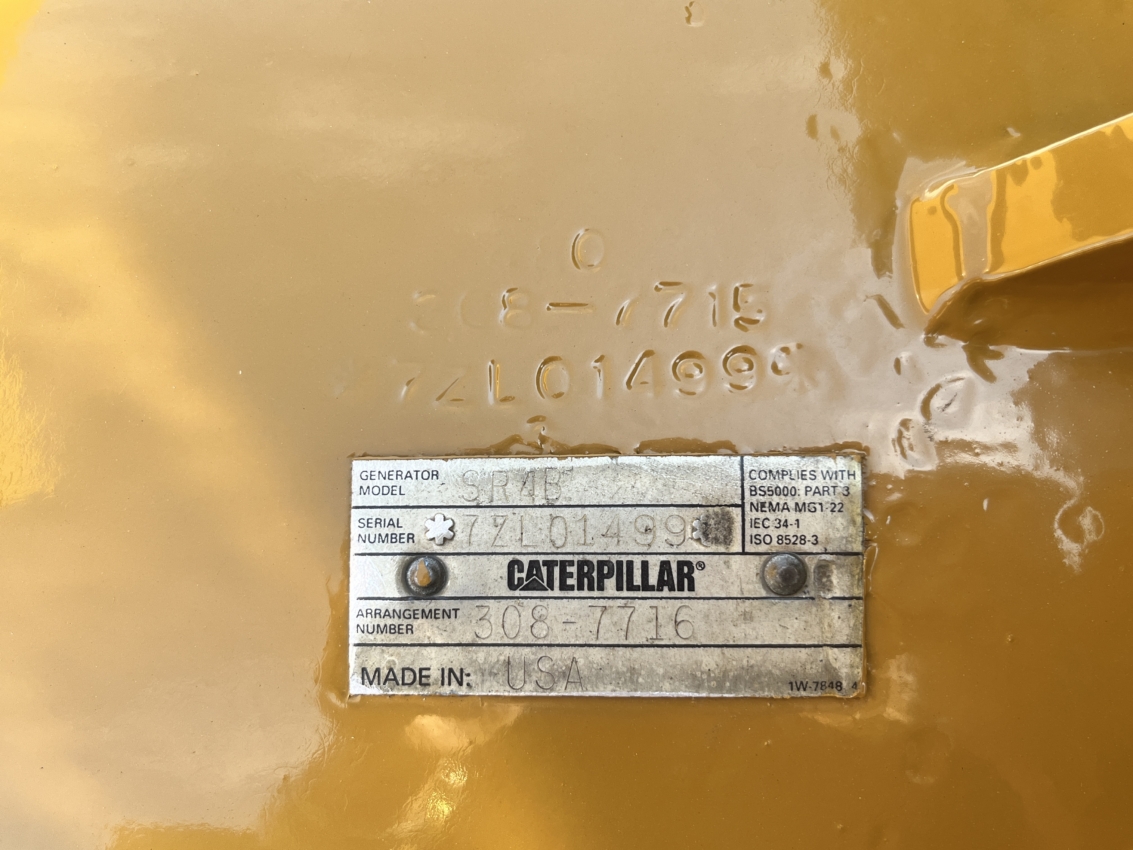 0
308-7715
7ZL01499
GENERATOR MODEL SR4B
COMPLIES WITH
BS5000: PART 3
NEMA MG1-22
IEC 34-1
ISO 8528-3
SERIAL NUMBER *7ZL01499
CATERPILLAR®
ARRANGEMENT NUMBER 308-7716
MADE IN: USA
1W-7848 4